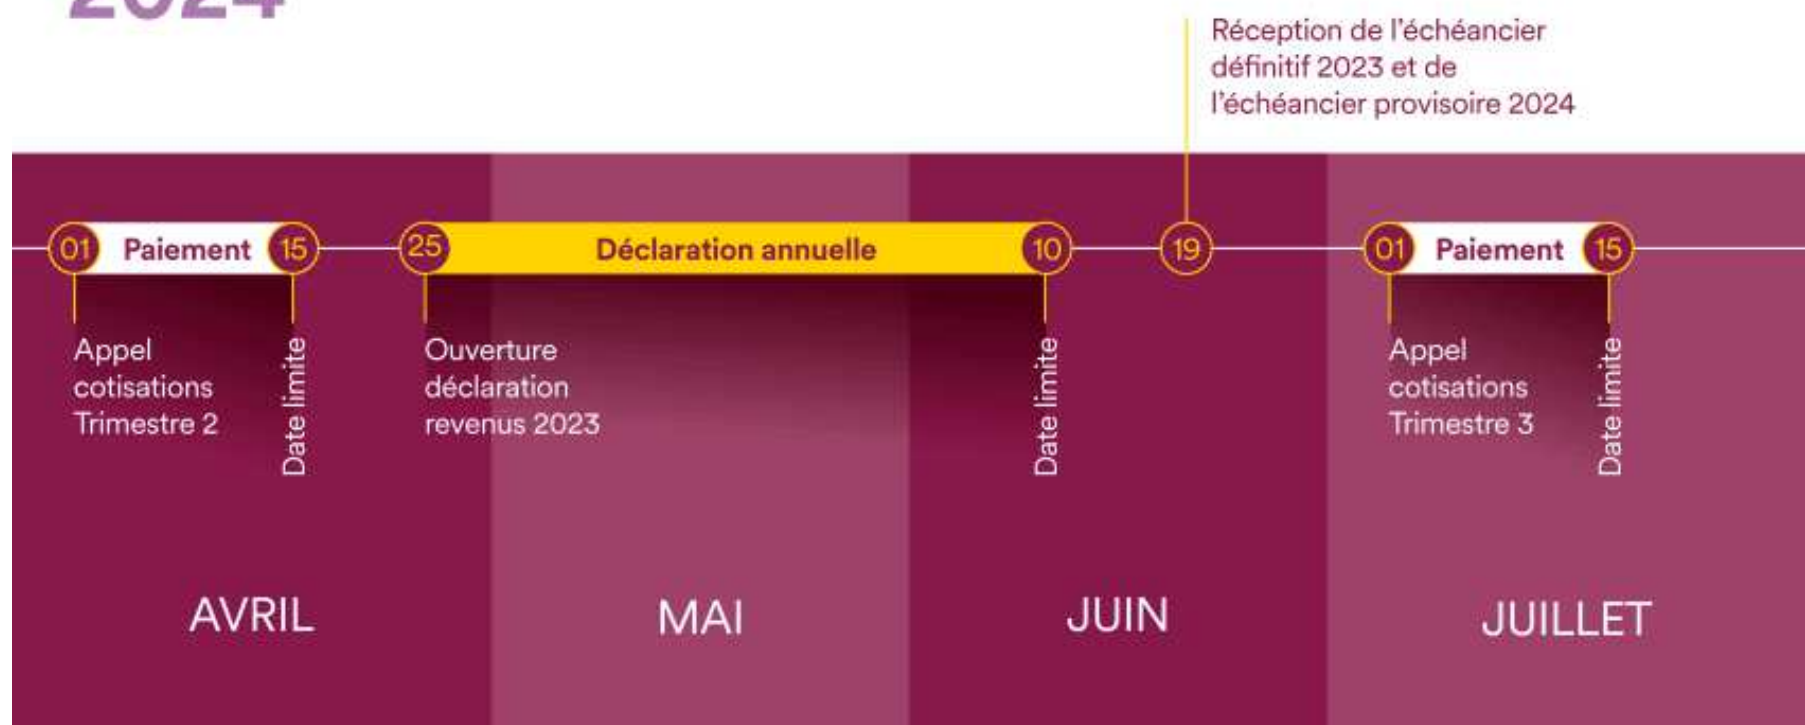 2024
Réception de l'échéancier
définitif 2023 et de
l'échéancier provisoire 2024
01 Paiement 15
25 Déclaration annuelle 10
19
01 Paiement 15
Appel
cotisations
Trimestre 2
Date limite
Ouverture
déclaration
revenus 2023
Date limite
Appel
cotisations
Trimestre 3
Date limite
AVRIL
MAI
JUIN
JUILLET